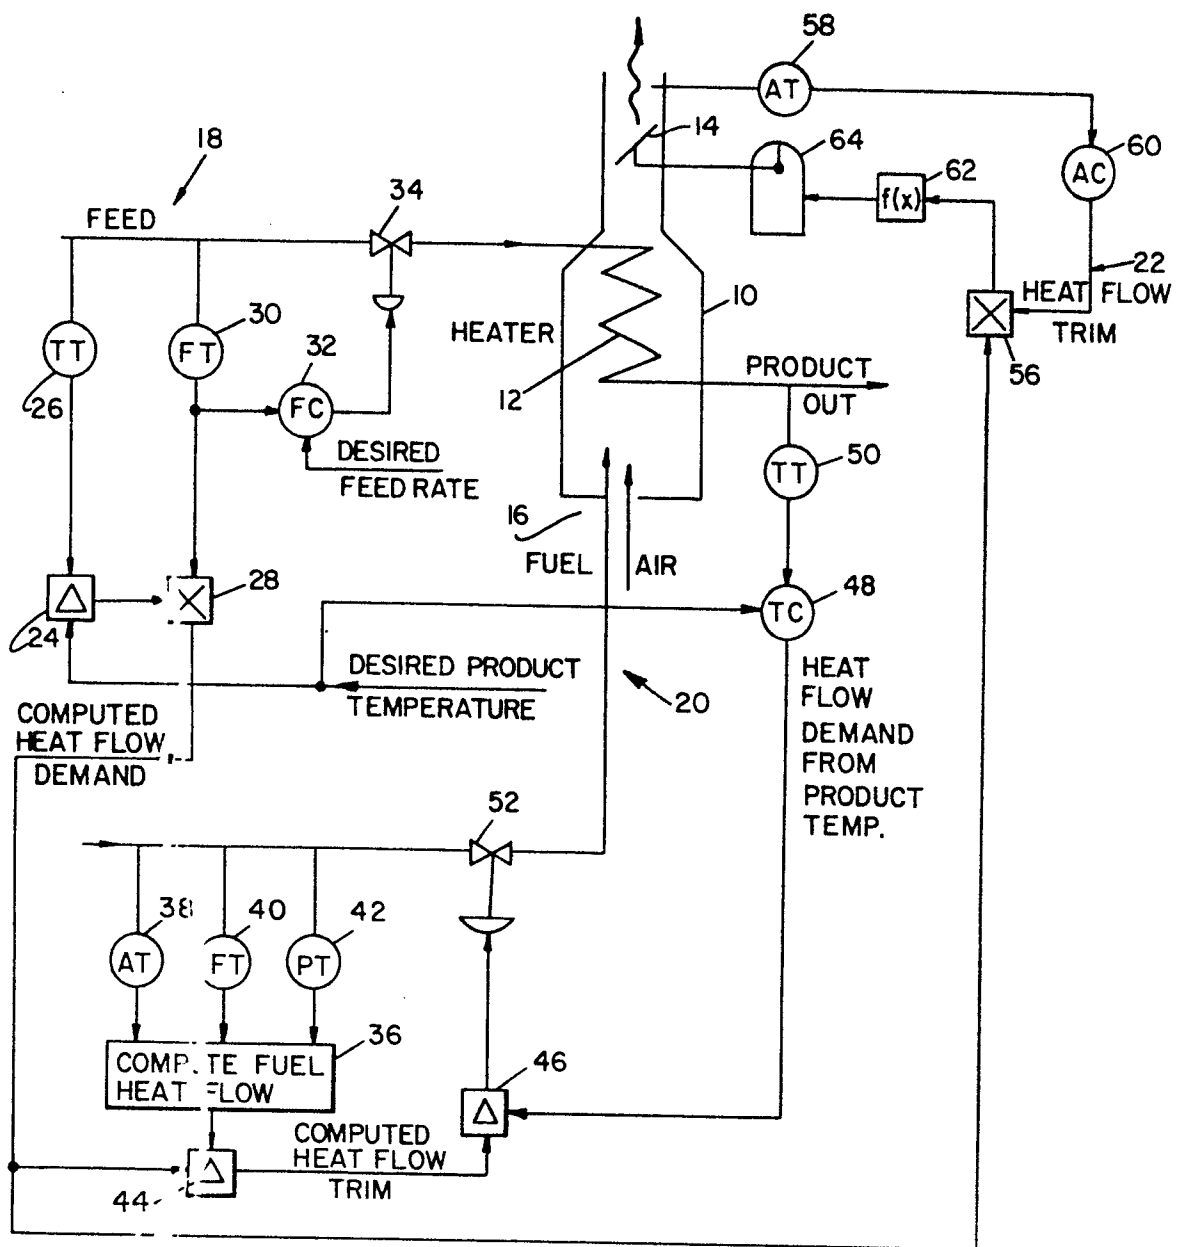 58
AT
14
64
60
18
AC
62
34
f(x)
FEED
22
HEAT FLOW
TRIM
10
30
HEATER
TT
FT
32
PRODUCT
OUT
56
26
FC
12
DESIRED
FEED RATE
50
TT
16
FUEL
AIR
28
48
TC
24
DESIRED PRODUCT
TEMPERATURE
20
HEAT
FLOW
DEMAND
FROM
PRODUCT
TEMP.
COMPUTED
HEAT FLOW
DEMAND
52
38
40
42
AT
FT
PT
36
COMPUTE FUEL
HEAT FLOW
46
COMPUTED
HEAT FLOW
TRIM
44